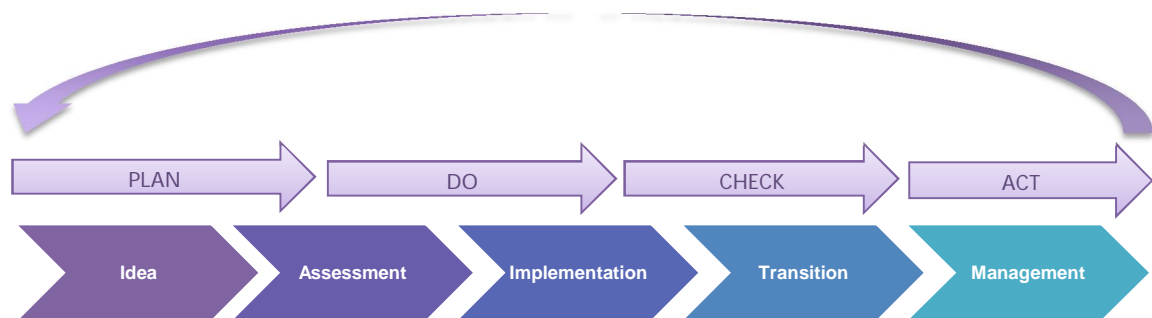 PLAN DO CHECK ACT
Idea Assessment Implementation Transition Management